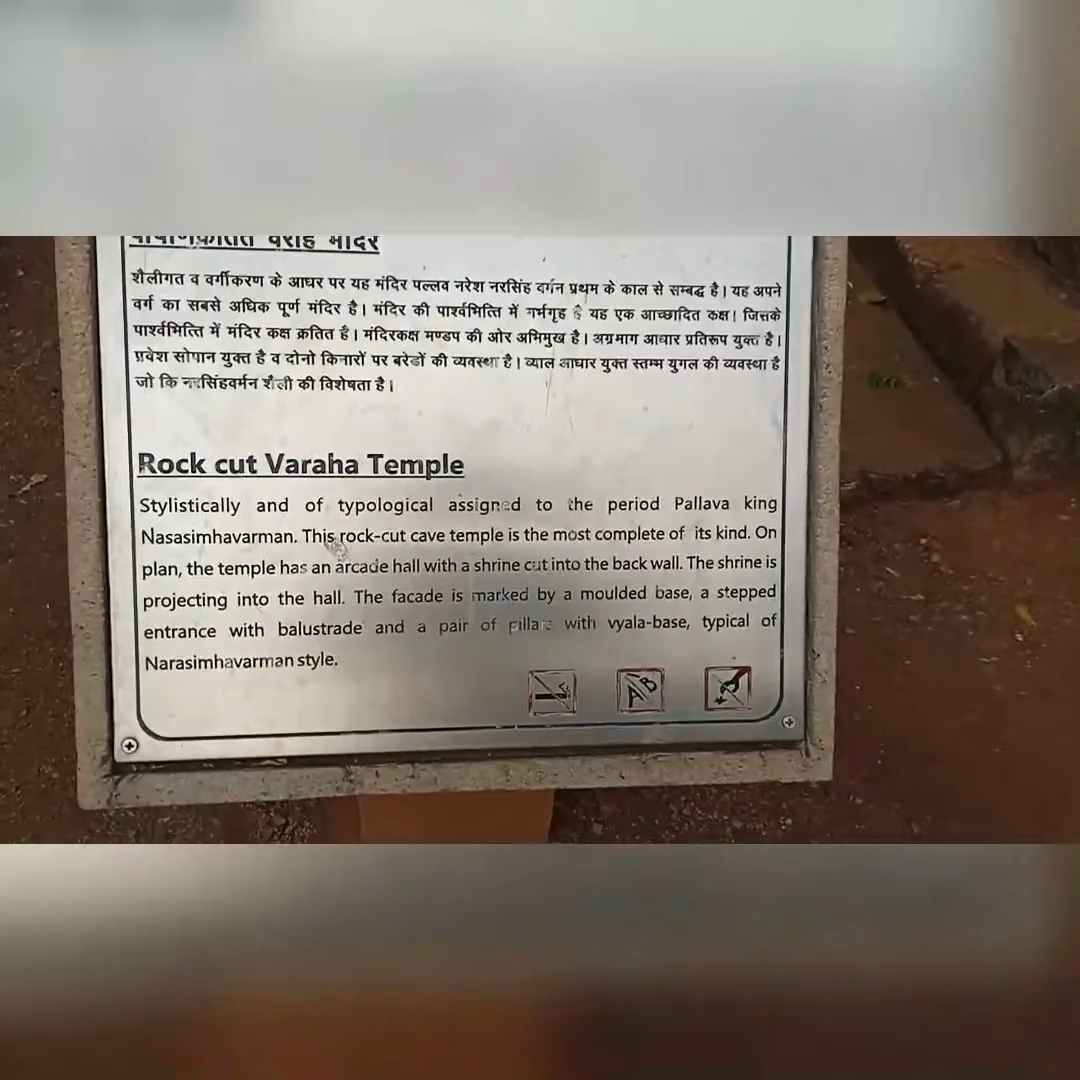 पाषाणक्रतित वराह मंदिर
शैलीगत व वर्गीकरण के आधर पर यह मंदिर पल्लव नरेश नरसिंह वर्गन प्रथम के काल से सम्बद्ध है। यह अपने
वर्ग का सबसे अधिक पूर्ण मंदिर है। मंदिर की पार्श्वभित्ति में गर्भगृह है यह एक आच्छादित कक्ष। जिसके
पार्श्वभित्ति में मंदिर कक्ष क्रतित है। मंदिरकक्ष मण्डप की ओर अभिमुख है। अग्रमाग आधार प्रतिरूप युक्त है।
प्रवेश सोपान युक्त है व दोनो किनारों पर बरेडों की व्यवस्था है। व्याल आधार युक्त स्तम्म युगल की व्यवस्था है
जो कि नरसिंहवर्मन शैली की विशेषता है।
Rock cut Varaha Temple
Stylistically and of typological assigned to the period Pallava king
Nasasimhavarman. This rock-cut cave temple is the most complete of its kind. On
plan, the temple has an arcade hall with a shrine cut into the back wall. The shrine is
projecting into the hall. The facade is marked by a moulded base, a stepped
entrance with balustrade and a pair of pillars with vyala-base, typical of
Narasimhavarman style.
A B